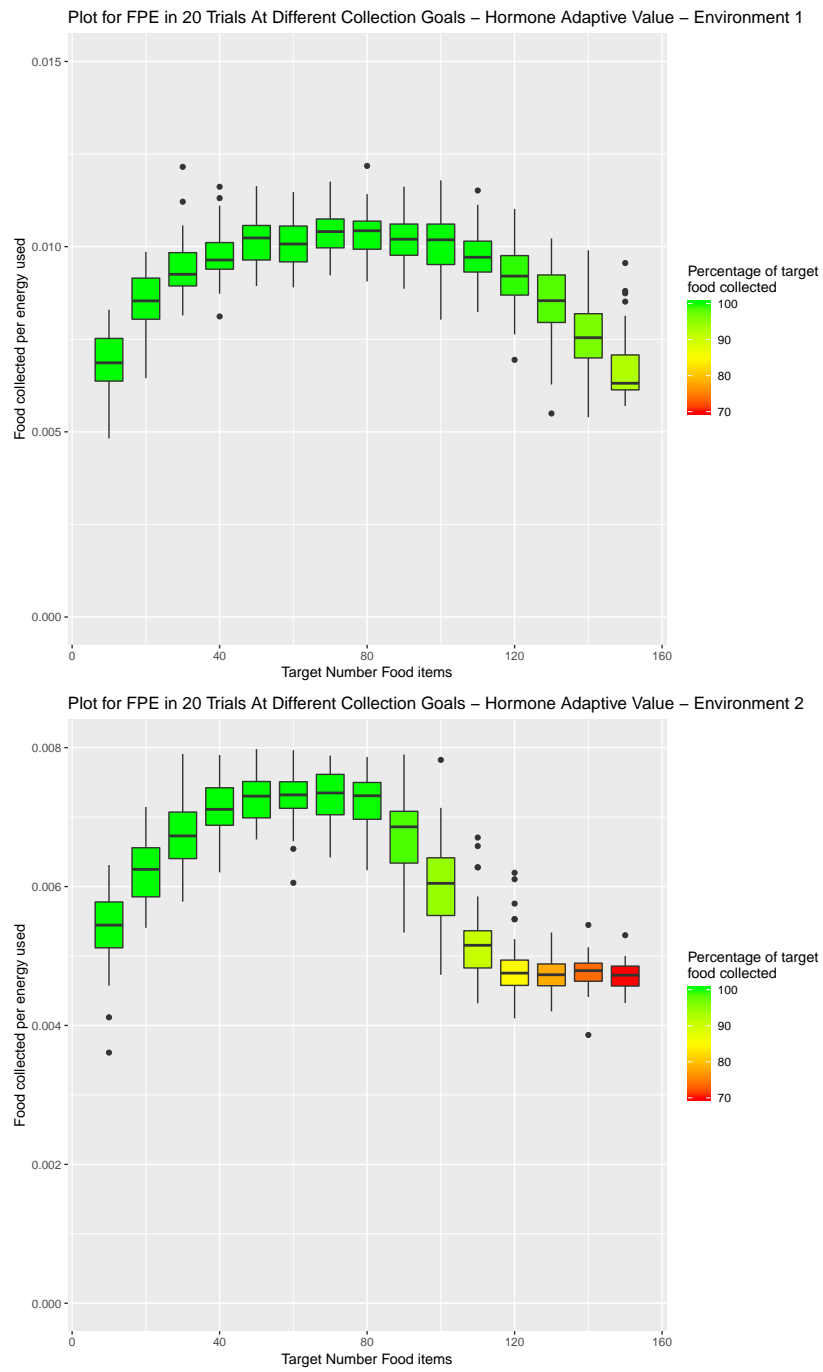 Plot for FPE in 20 Trials At Different Collection Goals – Hormone Adaptive Value – Environment 1
0.015
0.010
0.005
0.000
Food collected per energy used
0 40 80 120 160
Target Number Food items
Percentage of target
food collected
100
90
80
70
Plot for FPE in 20 Trials At Different Collection Goals – Hormone Adaptive Value – Environment 2
0.008
0.006
0.004
0.002
0.000
Food collected per energy used
0 40 80 120 160
Target Number Food items
Percentage of target
food collected
100
90
80
70